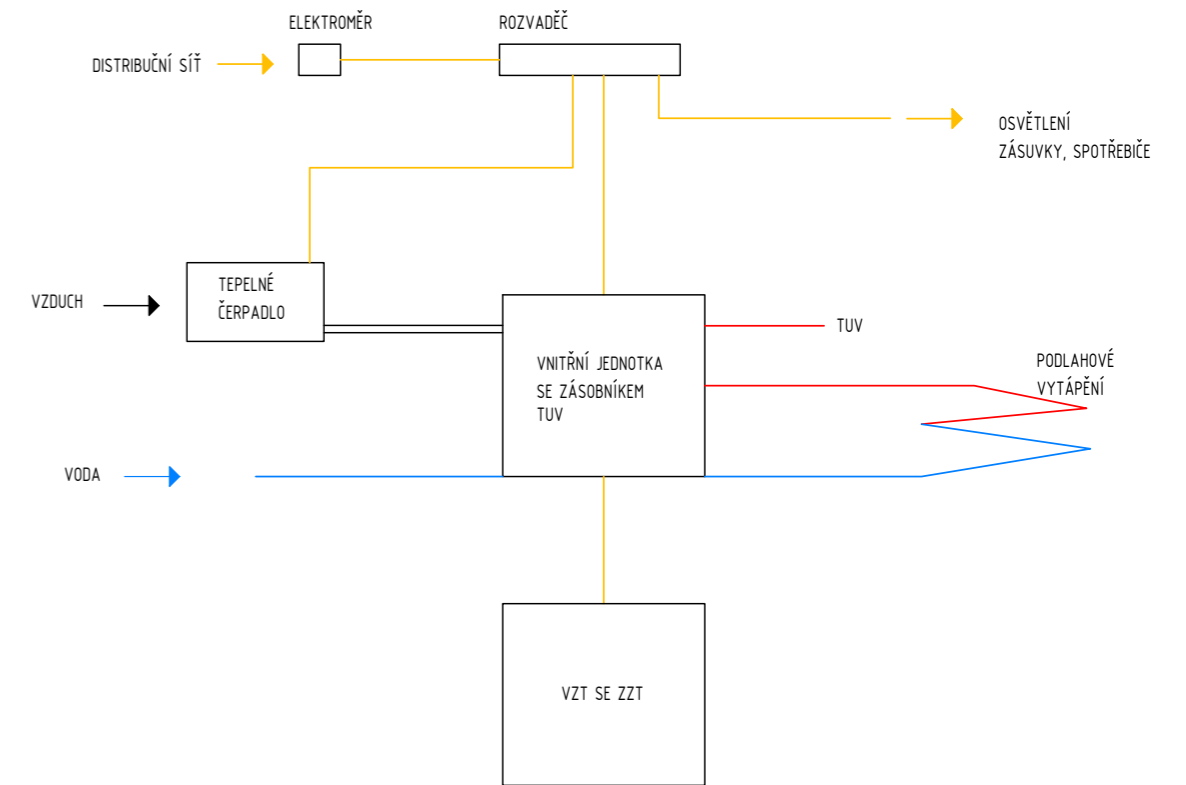 ELEKTROMĚR
ROZVADĚČ
DISTRIBUČNÍ SÍŤ
OSVĚTLENÍ
ZÁSUVKY, SPOTŘEBIČE
TEPELNÉ
ČERPADLO
VZDUCH
TUV
VNITŘNÍ JEDNOTKA
SE ZÁSOBNÍKEM
TUV
PODLAHOVÉ
VYTÁPĚNÍ
VODA
VZT SE ZZT